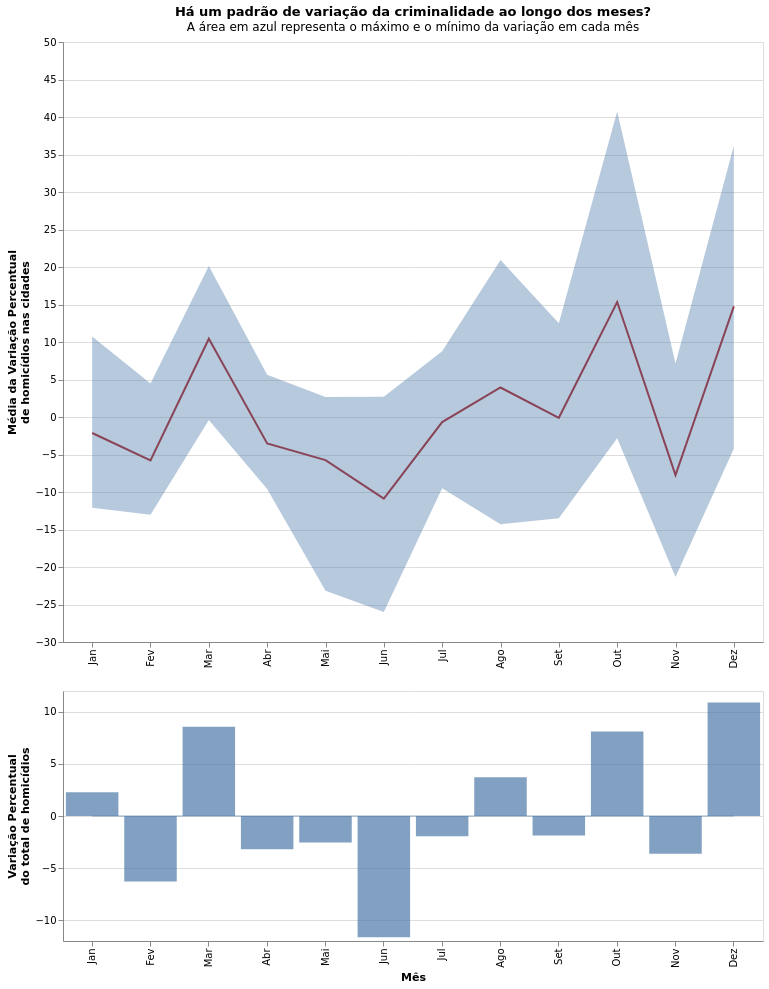 Há um padrão de variação da criminalidade ao longo dos meses?
A área em azul representa o máximo e o mínimo da variação em cada mês
Média da Variação Percentual
de homicídios nas cidades
50
45
40
35
30
25
20
15
10
5
0
−5
−10
−15
−20
−25
−30
Jan Fev Mar Abr Mai Jun Jul Ago Set Out Nov Dez
Variação Percentual
do total de homicídios
10
5
0
−5
−10
Jan Fev Mar Abr Mai Jun Jul Ago Set Out Nov Dez
Mês